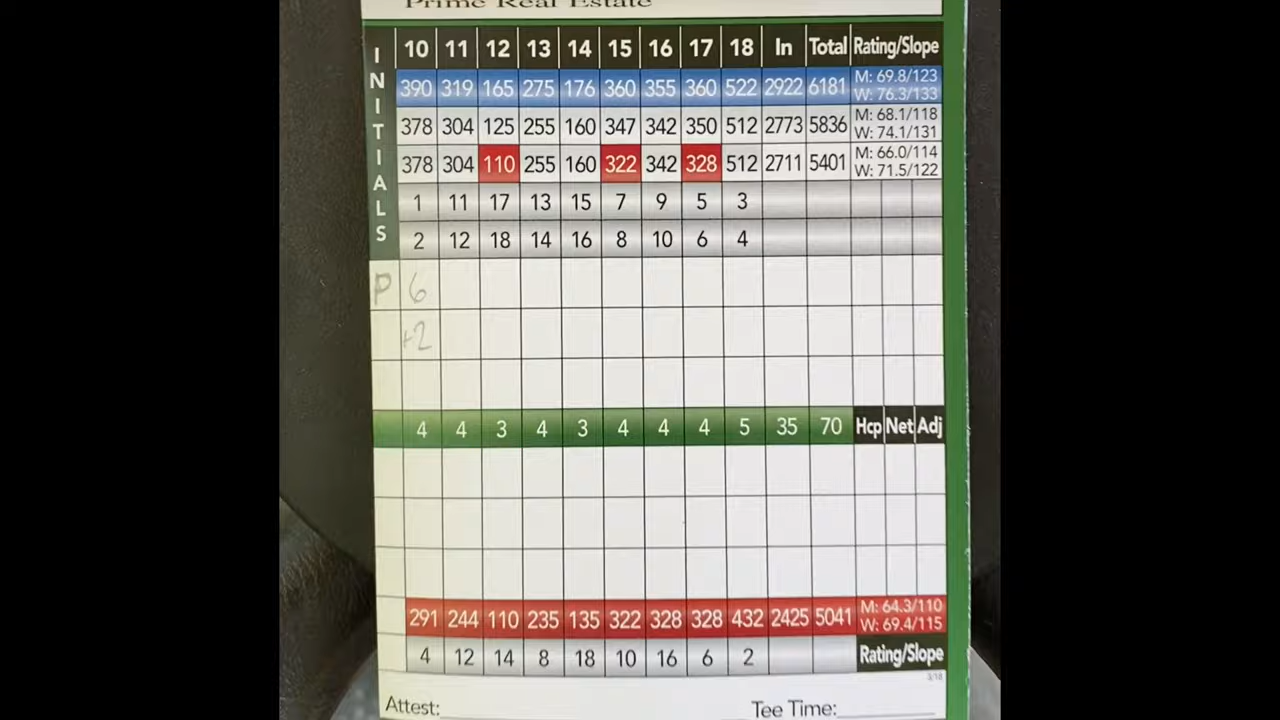 Prime Real Estate
INITIALS 10 11 12 13 14 15 16 17 18 In Total Rating/Slope
390 319 165 275 176 360 355 360 522 2922 6181 M: 69.8/123 W: 76.3/133
378 304 125 255 160 347 342 350 512 2773 5836 M: 68.1/118 W: 74.1/131
378 304 110 255 160 322 342 328 512 2711 5401 M: 66.0/114 W: 71.5/122
1 11 17 13 15 7 9 5 3
2 12 18 14 16 8 10 6 4
P 6
+2
4 4 3 4 3 4 4 4 5 35 70 Hcp Net Adj
291 244 110 235 135 322 328 328 432 2425 5041 M: 64.3/110 W: 69.4/115
4 12 14 8 18 10 16 6 2 Rating/Slope
3/18
Attest: Tee Time: